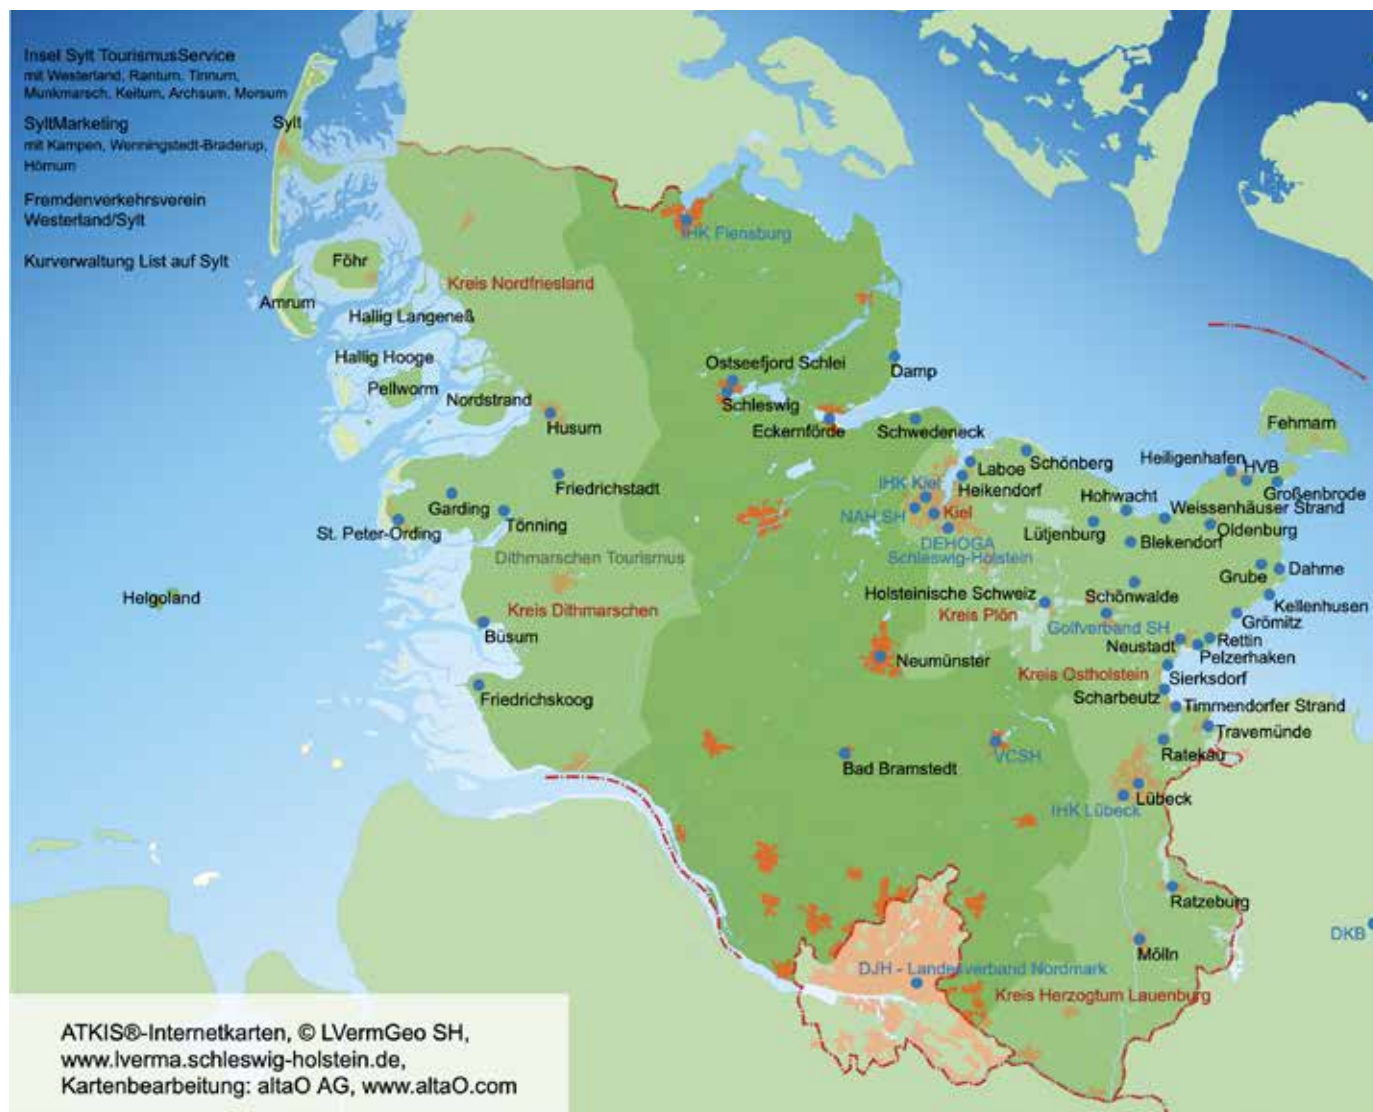 Insel Sylt TourismusService
mit Westerland, Rantum, Tinnum,
Munkmarsch, Keitum, Archsum, Morsum
SyltMarketing
mit Kampen, Wenningstedt-Braderup,
Hörnum
Fremdenverkehrsverein
Westerland/Sylt
Kurverwaltung List auf Sylt
Sylt
Föhr
Amrum
Hallig Langeneß
Hallig Hooge
Pellworm
Nordstrand
Husum
Kreis Nordfriesland
IHK Flensburg
Ostseefjord Schlei
Schleswig
Eckernförde
Damp
Schwedeneck
Fehmarn
Friedrichstadt
Garding
Tönning
St. Peter-Ording
Helgoland
Dithmarschen Tourismus
Kreis Dithmarschen
Büsum
Friedrichskoog
Laboe
Schönberg
IHK Kiel
Heikendorf
NAH.SH
Kiel
DEHOGA
Schleswig-Holstein
Heiligenhafen
HVB
Großenbrode
Hohwacht
Weissenhäuser Strand
Lütjenburg
Oldenburg
Blekendorf
Grube
Dahme
Holsteinische Schweiz
Schönwalde
Kellenhusen
Kreis Plön
Golfverband SH
Grömitz
Neumünster
Neustadt
Rettin
Pelzerhaken
Kreis Ostholstein
Sierksdorf
Scharbeutz
Timmendorfer Strand
Travemünde
Bad Bramstedt
VCSH
Ratekau
Lübeck
IHK Lübeck
Ratzeburg
Mölln
DKB
DJH - Landesverband Nordmark
Kreis Herzogtum Lauenburg
ATKIS®-Internetkarten, © LVermGeo SH,
www.lverma.schleswig-holstein.de,
Kartenbearbeitung: altaO AG, www.altaO.com